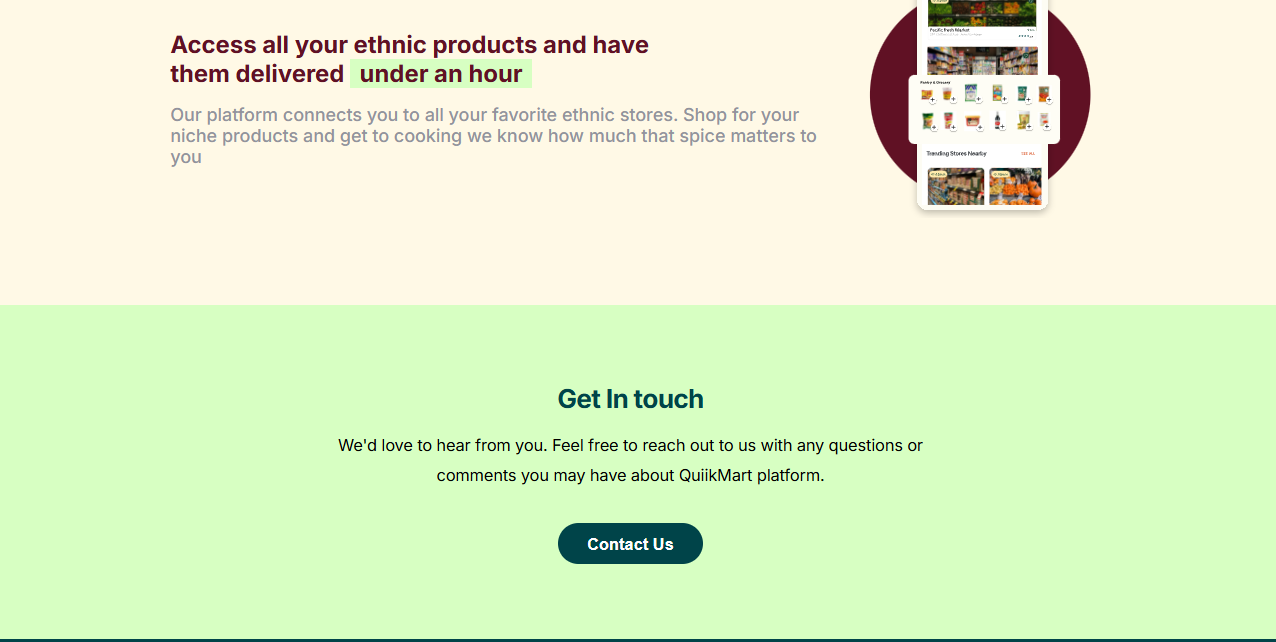 Access all your ethnic products and have
them delivered under an hour
Our platform connects you to all your favorite ethnic stores. Shop for your
niche products and get to cooking we know how much that spice matters to
you
Pacific Fresh Market
Trending Stores Nearby
SEE ALL
Get In touch
We'd love to hear from you. Feel free to reach out to us with any questions or
comments you may have about QuiikMart platform.
Contact Us